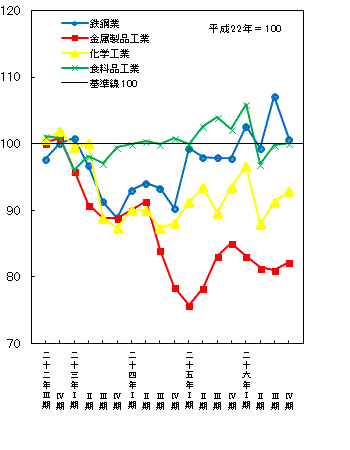 120
110
100
90
80
70
鉄鋼業
金属製品工業
化学工業
食料品工業
基準線100
平成22年＝100
二十二年Ⅲ期
Ⅳ期
二十三年Ⅰ期
Ⅱ期
Ⅲ期
Ⅳ期
二十四年Ⅰ期
Ⅱ期
Ⅲ期
Ⅳ期
二十五年Ⅰ期
Ⅱ期
Ⅲ期
Ⅳ期
二十六年Ⅰ期
Ⅱ期
Ⅲ期
Ⅳ期